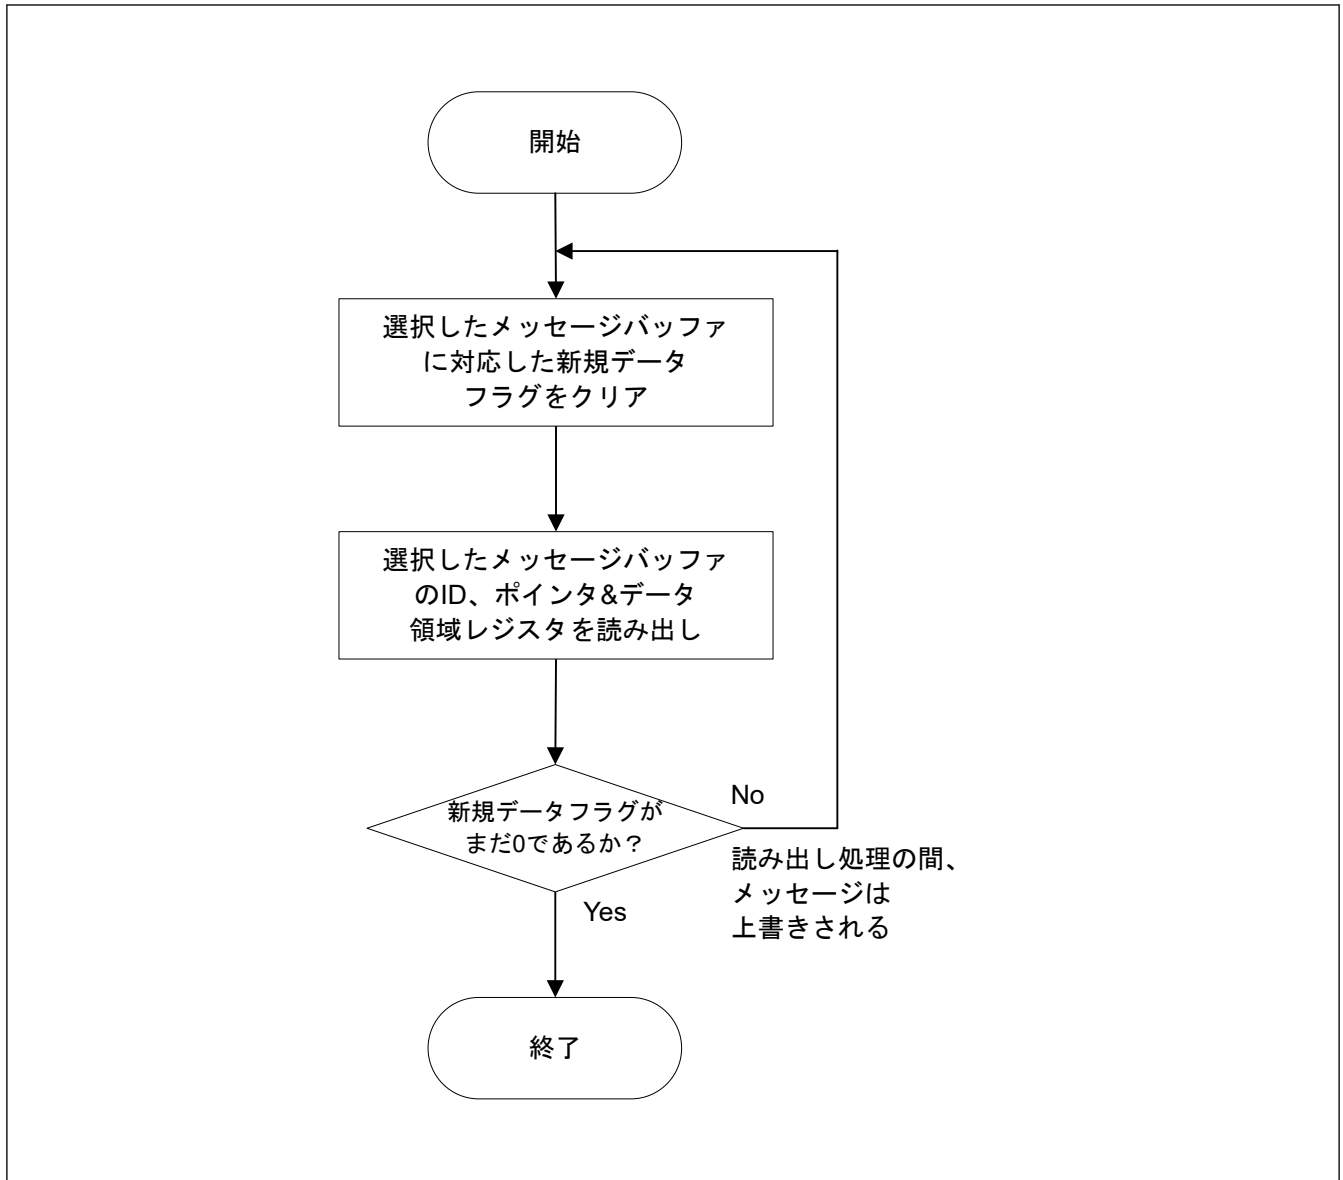 開始
選択したメッセージバッファ
に対応した新規データ
フラグをクリア
選択したメッセージバッファ
のID、ポインタ&データ
領域レジスタを読み出し
新規データフラグが
まだ0であるか？
No
読み出し処理の間、
メッセージは
上書きされる
Yes
終了